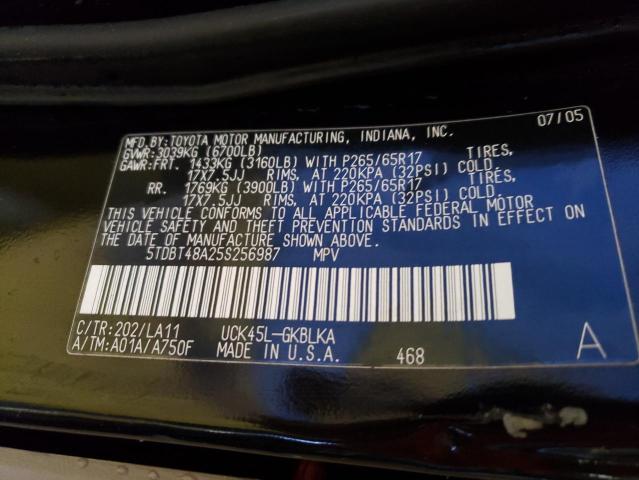 07/05
MFD.BY:TOYOTA MOTOR MANUFACTURING, INDIANA, INC.
GVWR:3039KG (6700LB)
GAWR:FRT. 1433KG (3160LB) WITH P265/65R17 TIRES,
17X7.5JJ RIMS, AT 220KPA (32PSI) COLD.
RR. 1769KG (3900LB) WITH P265/65R17 TIRES,
17X7.5JJ RIMS, AT 220KPA (32PSI) COLD.
THIS VEHICLE CONFORMS TO ALL APPLICABLE FEDERAL MOTOR
VEHICLE SAFETY AND THEFT PREVENTION STANDARDS IN EFFECT ON
THE DATE OF MANUFACTURE SHOWN ABOVE.
5TDBT48A25S256987 MPV
C/TR:202/LA11 UCK45L-GKBLKA
A/TM:A01A/A750F MADE IN U.S.A. 468 A